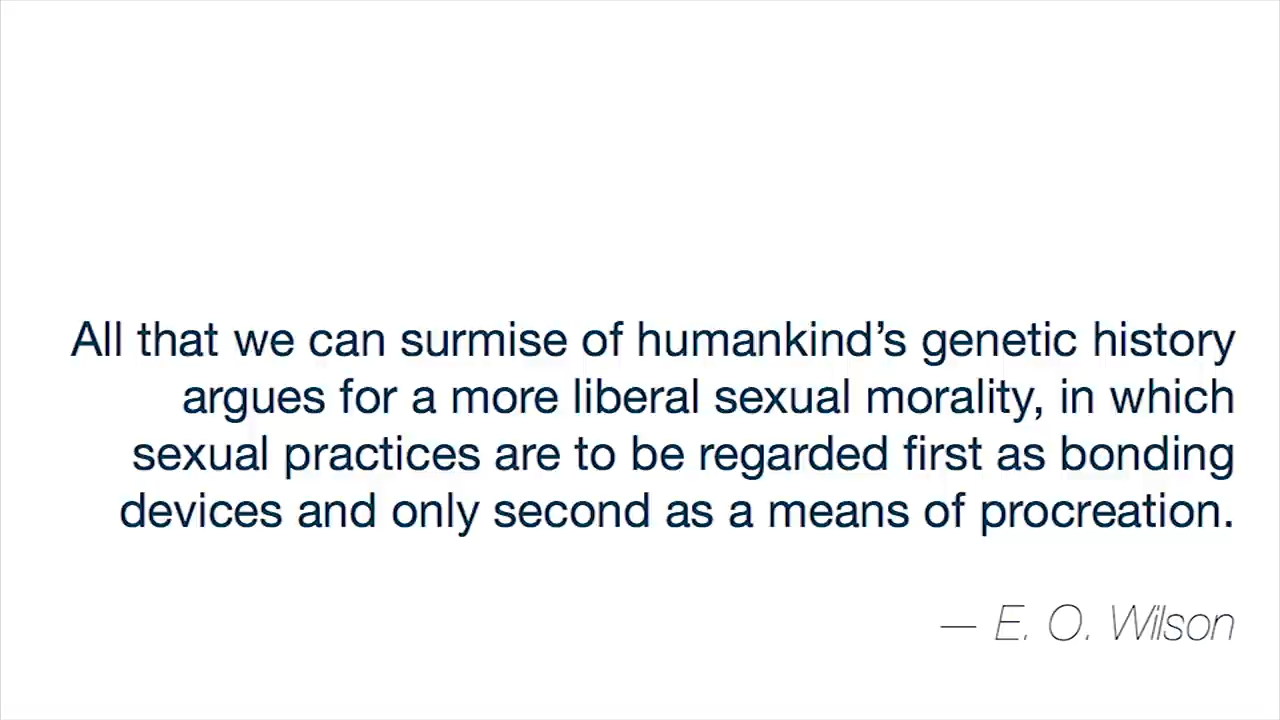 All that we can surmise of humankind’s genetic history
argues for a more liberal sexual morality, in which
sexual practices are to be regarded first as bonding
devices and only second as a means of procreation.
— E. O. Wilson